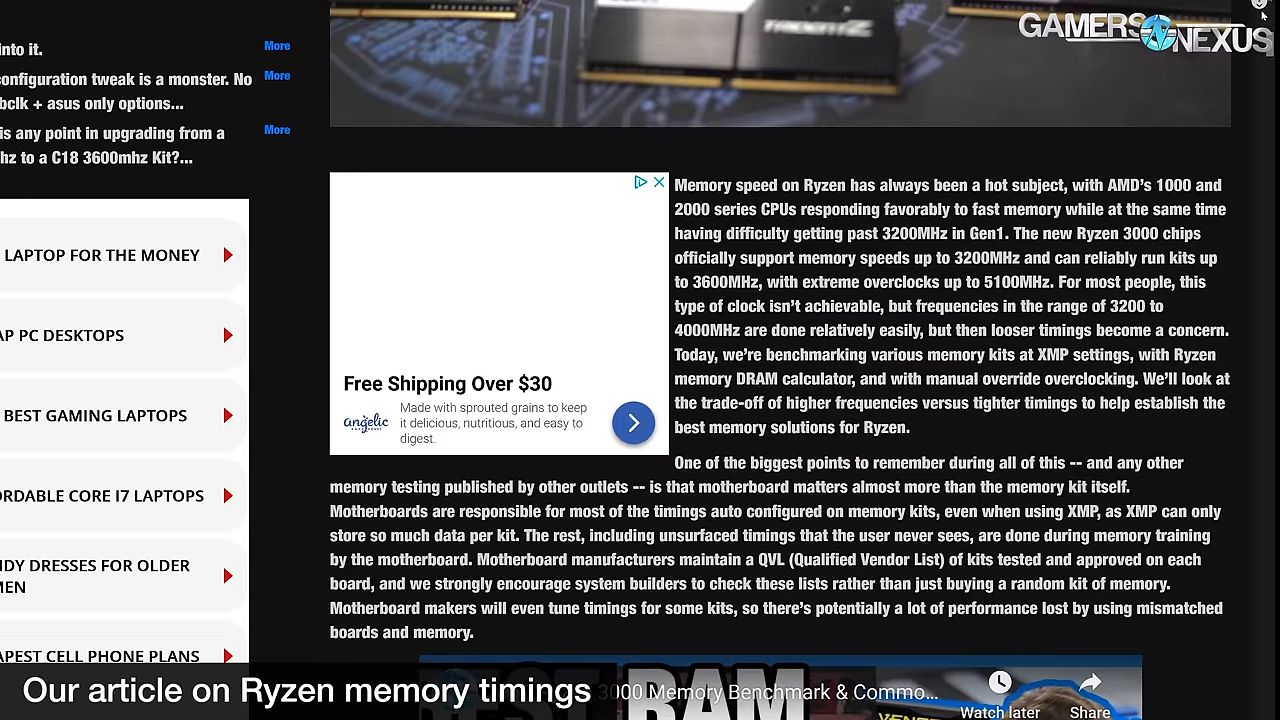 GAMERS NEXUS
into it.
More
configuration tweak is a monster. No
More
bclk + asus only options...
is any point in upgrading from a
More
hz to a C18 3600mhz Kit?...
LAPTOP FOR THE MONEY
AP PC DESKTOPS
BEST GAMING LAPTOPS
ORDABLE CORE I7 LAPTOPS
NDY DRESSES FOR OLDER
MEN
APEST CELL PHONE PLANS
Free Shipping Over $30
angelic
Made with sprouted grains to keep
it delicious, nutritious, and easy to
digest.
Memory speed on Ryzen has always been a hot subject, with AMD’s 1000 and
2000 series CPUs responding favorably to fast memory while at the same time
having difficulty getting past 3200MHz in Gen1. The new Ryzen 3000 chips
officially support memory speeds up to 3200MHz and can reliably run kits up
to 3600MHz, with extreme overclocks up to 5100MHz. For most people, this
type of clock isn’t achievable, but frequencies in the range of 3200 to
4000MHz are done relatively easily, but then looser timings become a concern.
Today, we’re benchmarking various memory kits at XMP settings, with Ryzen
memory DRAM calculator, and with manual override overclocking. We’ll look at
the trade-off of higher frequencies versus tighter timings to help establish the
best memory solutions for Ryzen.
One of the biggest points to remember during all of this -- and any other
memory testing published by other outlets -- is that motherboard matters almost more than the memory kit itself.
Motherboards are responsible for most of the timings auto configured on memory kits, even when using XMP, as XMP can only
store so much data per kit. The rest, including unsurfaced timings that the user never sees, are done during memory training
by the motherboard. Motherboard manufacturers maintain a QVL (Qualified Vendor List) of kits tested and approved on each
board, and we strongly encourage system builders to check these lists rather than just buying a random kit of memory.
Motherboard makers will even tune timings for some kits, so there’s potentially a lot of performance lost by using mismatched
boards and memory.
3000 Memory Benchmark & Commo...
RAM
Watch later
Share
Our article on Ryzen memory timings